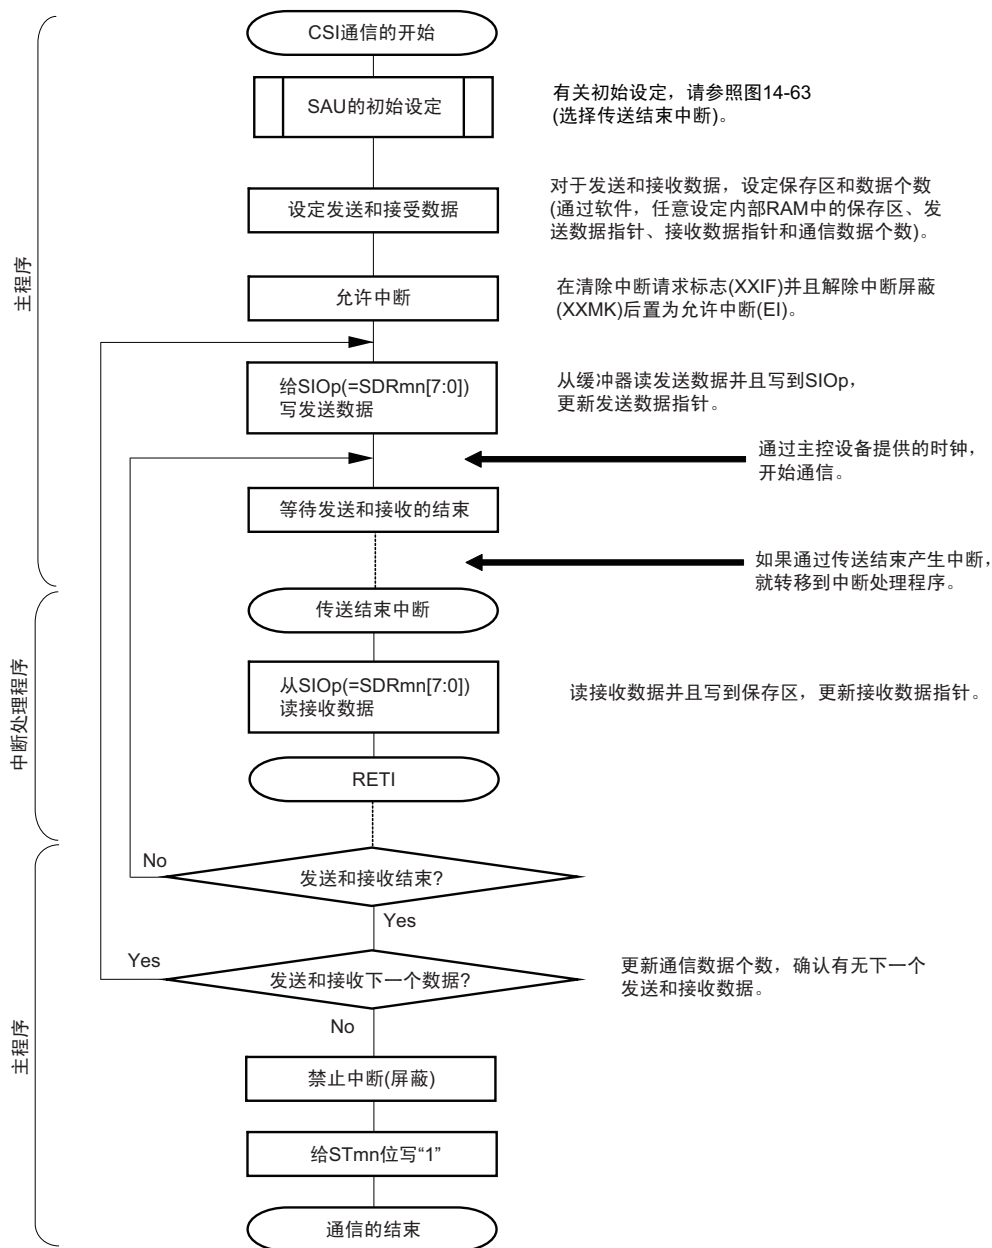 CSI通信的开始
SAU的初始设定
有关初始设定，请参照图14-63
(选择传送结束中断)。
设定发送和接受数据
对于发送和接收数据，设定保存区和数据个数
(通过软件，任意设定内部RAM中的保存区、发
送数据指针、接收数据指针和通信数据个数)。
主程序
允许中断
在清除中断请求标志(XXIF)并且解除中断屏蔽
(XXMK)后置为允许中断(EI)。
给SIOp(=SDRmn[7:0])
写发送数据
从缓冲器读发送数据并且写到SIOp，
更新发送数据指针。
通过主控设备提供的时钟，
开始通信。
等待发送和接收的结束
如果通过传送结束产生中断，
就转移到中断处理程序。
传送结束中断
中断处理程序
从SIOp(=SDRmn[7:0])
读接收数据
读接收数据并且写到保存区，更新接收数据指针。
RETI
No
发送和接收结束?
Yes
Yes
发送和接收下一个数据?
更新通信数据个数，确认有无下一个
发送和接收数据。
No
主程序
禁止中断(屏蔽)
给STmn位写“1”
通信的结束